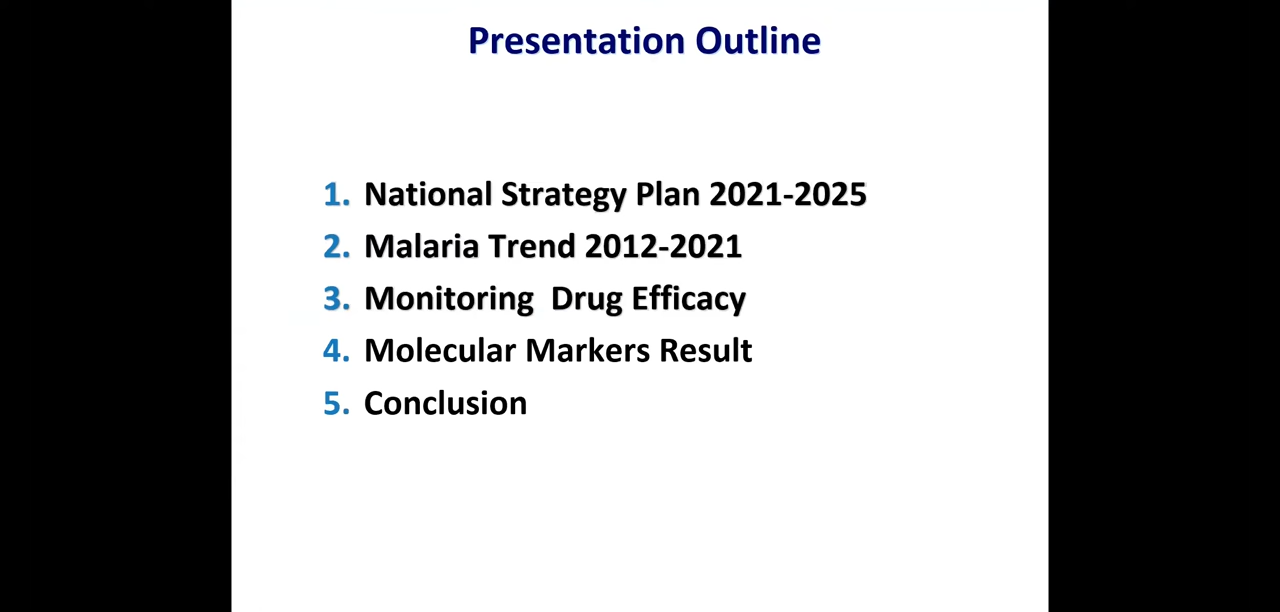 Presentation Outline
1. National Strategy Plan 2021-2025
2. Malaria Trend 2012-2021
3. Monitoring  Drug Efficacy
4. Molecular Markers Result
5. Conclusion